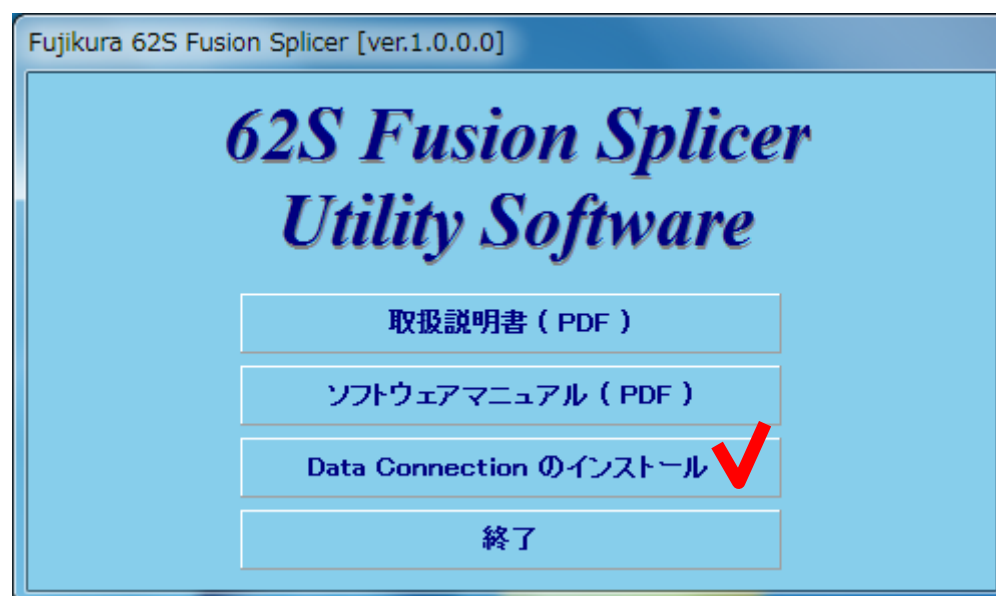 Fujikura 62S Fusion Splicer [ver.1.0.0.0]
62S Fusion Splicer
Utility Software
取扱説明書 ( PDF )
ソフトウェアマニュアル ( PDF )
Data Connection のインストール
終了